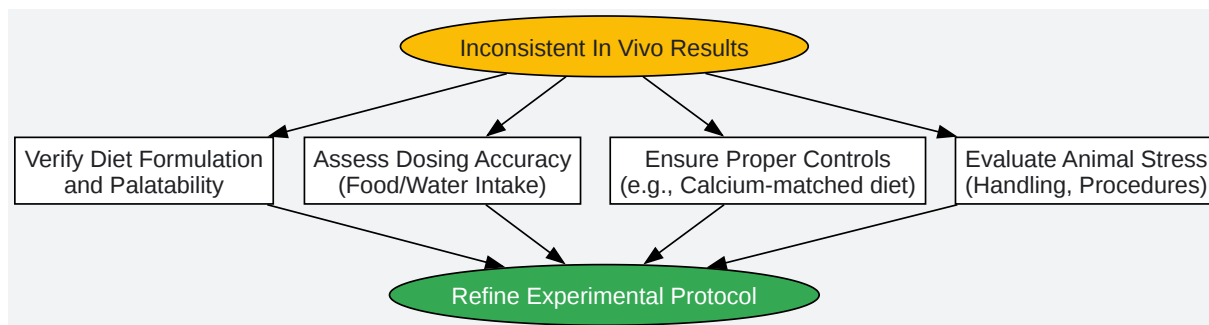 Inconsistent In Vivo Results
Verify Diet Formulation
and Palatability
Assess Dosing Accuracy
(Food/Water Intake)
Ensure Proper Controls
(e.g., Calcium-matched diet)
Evaluate Animal Stress
(Handling, Procedures)
Refine Experimental Protocol